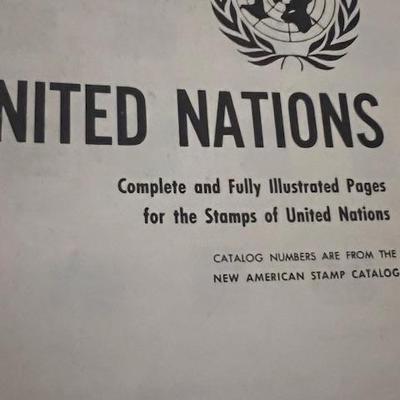 NITED NATIONS
Complete and Fully Illustrated Pages
for the Stamps of United Nations
CATALOG NUMBERS ARE FROM THE
NEW AMERICAN STAMP CATALOG